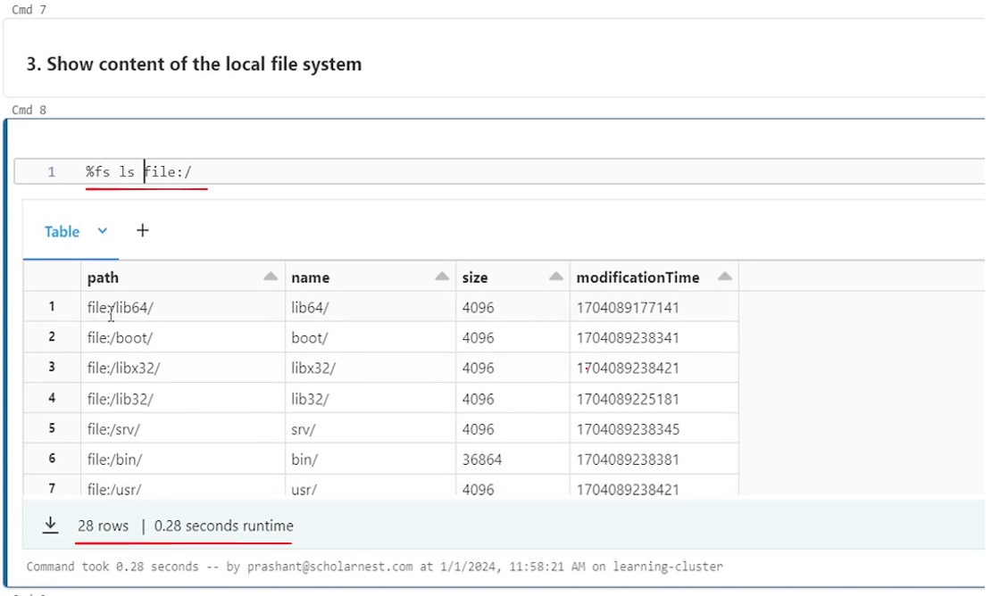 Cmd 7
3. Show content of the local file system
Cmd 8
1 %fs ls file:/
Table +
path name size modificationTime
1 file:/lib64/ lib64/ 4096 1704089177141
2 file:/boot/ boot/ 4096 1704089238341
3 file:/libx32/ libx32/ 4096 1704089238421
4 file:/lib32/ lib32/ 4096 1704089225181
5 file:/srv/ srv/ 4096 1704089238345
6 file:/bin/ bin/ 36864 1704089238381
7 file:/usr/ usr/ 4096 1704089238421
28 rows | 0.28 seconds runtime
Command took 0.28 seconds -- by prashant@scholarnest.com at 1/1/2024, 11:58:21 AM on learning-cluster